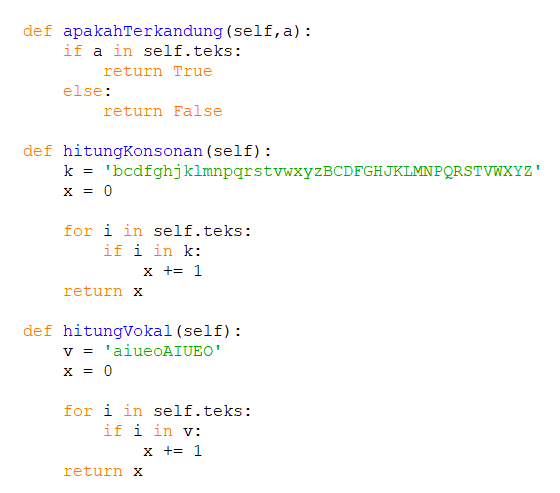 def apakahTerkandung(self,a):
    if a in self.teks:
        return True
    else:
        return False

def hitungKonsonan(self):
    k = 'bcdfghjklmnpqrstvwxyzBCDFGHJKLMNPQRSTVWXYZ'
    x = 0

    for i in self.teks:
        if i in k:
            x += 1
    return x

def hitungVokal(self):
    v = 'aiueoAIUEO'
    x = 0

    for i in self.teks:
        if i in v:
            x += 1
    return x